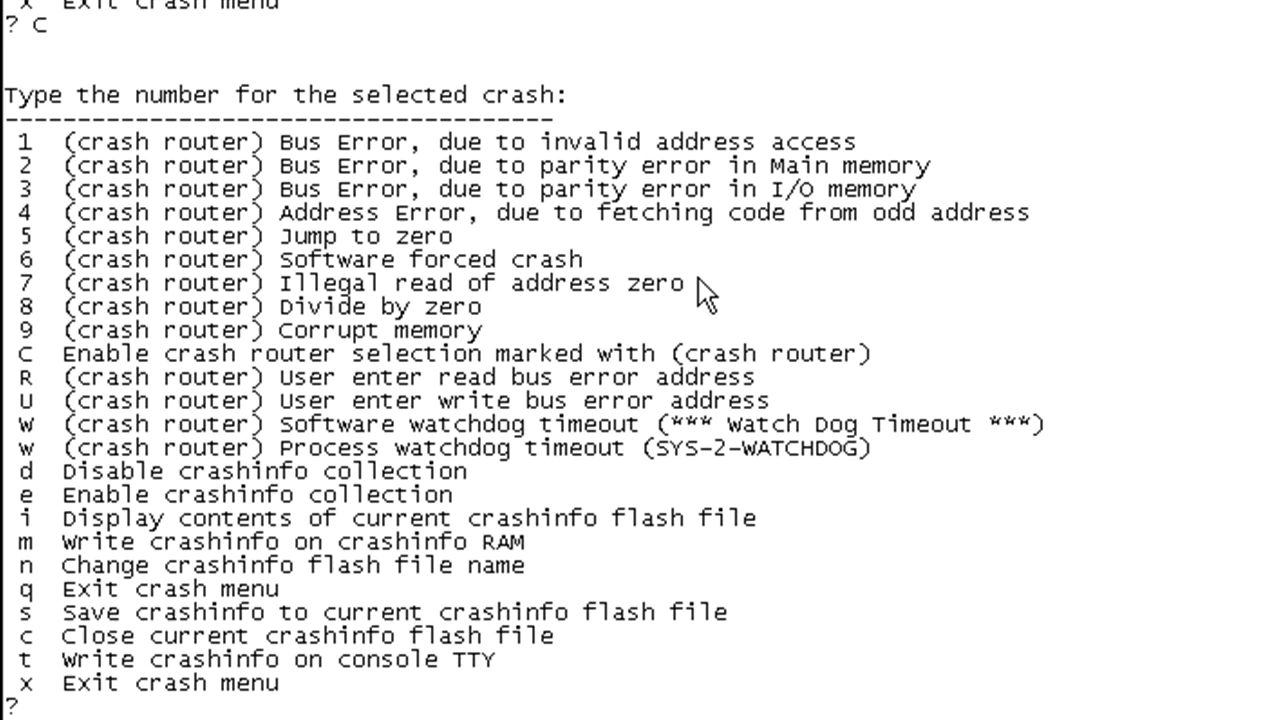 x  Exit crash menu
? C
Type the number for the selected crash:
--------------------------------------
1  (crash router) Bus Error, due to invalid address access
2  (crash router) Bus Error, due to parity error in Main memory
3  (crash router) Bus Error, due to parity error in I/O memory
4  (crash router) Address Error, due to fetching code from odd address
5  (crash router) Jump to zero
6  (crash router) Software forced crash
7  (crash router) Illegal read of address zero
8  (crash router) Divide by zero
9  (crash router) Corrupt memory
C  Enable crash router selection marked with (crash router)
R  (crash router) User enter read bus error address
U  (crash router) User enter write bus error address
W  (crash router) Software watchdog timeout (*** Watch Dog Timeout ***)
w  (crash router) Process watchdog timeout (SYS-2-WATCHDOG)
d  Disable crashinfo collection
e  Enable crashinfo collection
i  Display contents of current crashinfo flash file
m  Write crashinfo on crashinfo RAM
n  Change crashinfo flash file name
q  Exit crash menu
s  Save crashinfo to current crashinfo flash file
c  Close current crashinfo flash file
t  Write crashinfo on console TTY
x  Exit crash menu
?